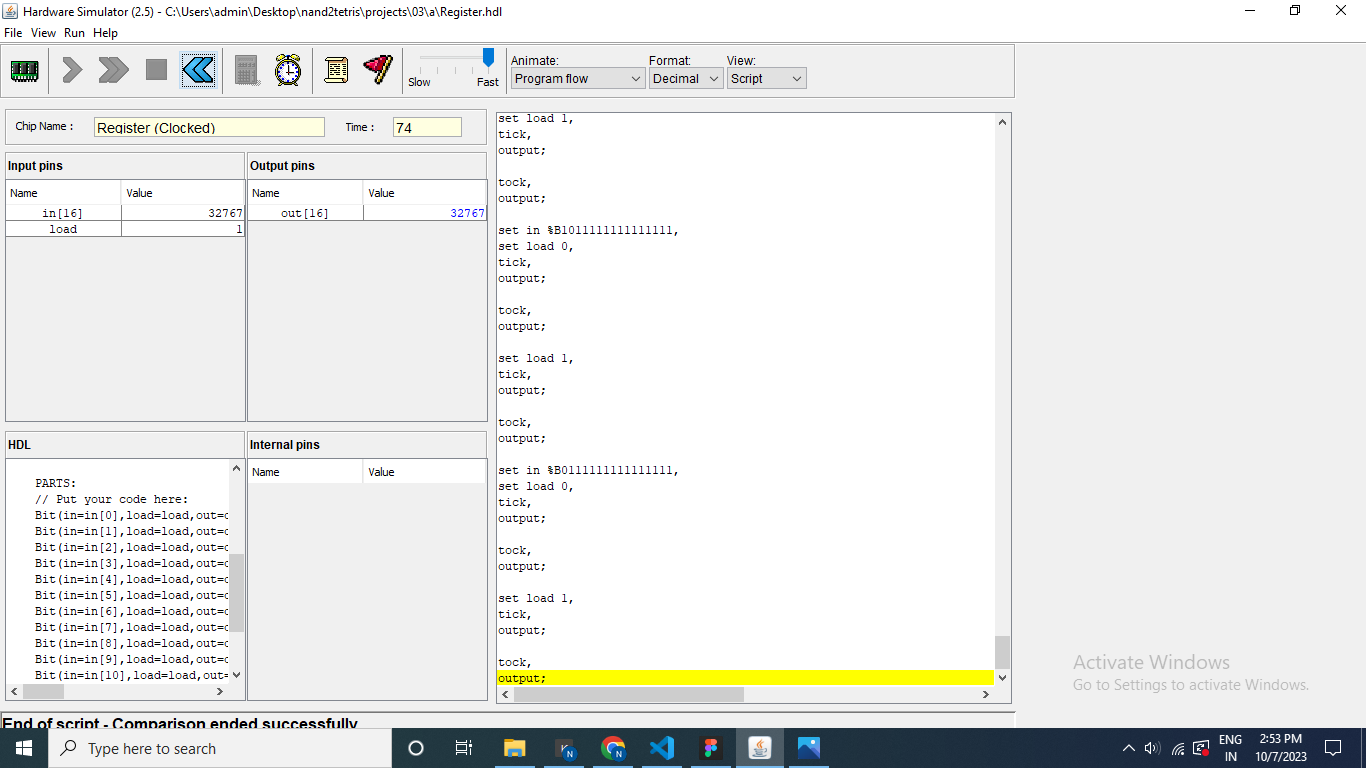 Hardware Simulator (2.5) - C:\Users\admin\Desktop\nand2tetris\projects\03\a\Register.hdl
File View Run Help
Slow Fast
Animate: Format: View:
Program flow Decimal Script
Chip Name : Register (Clocked) Time : 74
Input pins
Name Value
in[16] 32767
load 1
Output pins
Name Value
out[16] 32767
HDL
PARTS:
// Put your code here:
Bit(in=in[0],load=load,out=
Bit(in=in[1],load=load,out=
Bit(in=in[2],load=load,out=
Bit(in=in[3],load=load,out=
Bit(in=in[4],load=load,out=
Bit(in=in[5],load=load,out=
Bit(in=in[6],load=load,out=
Bit(in=in[7],load=load,out=
Bit(in=in[8],load=load,out=
Bit(in=in[9],load=load,out=
Bit(in=in[10],load=load,out=
Internal pins
Name Value
set load 1,
tick,
output;
tock,
output;
set in %B1011111111111111,
set load 0,
tick,
output;
tock,
output;
set load 1,
tick,
output;
tock,
output;
set in %B0111111111111111,
set load 0,
tick,
output;
tock,
output;
set load 1,
tick,
output;
tock,
output;
Activate Windows
Go to Settings to activate Windows.
End of script - Comparison ended successfully
Type here to search
ENG
IN
2:53 PM
10/7/2023